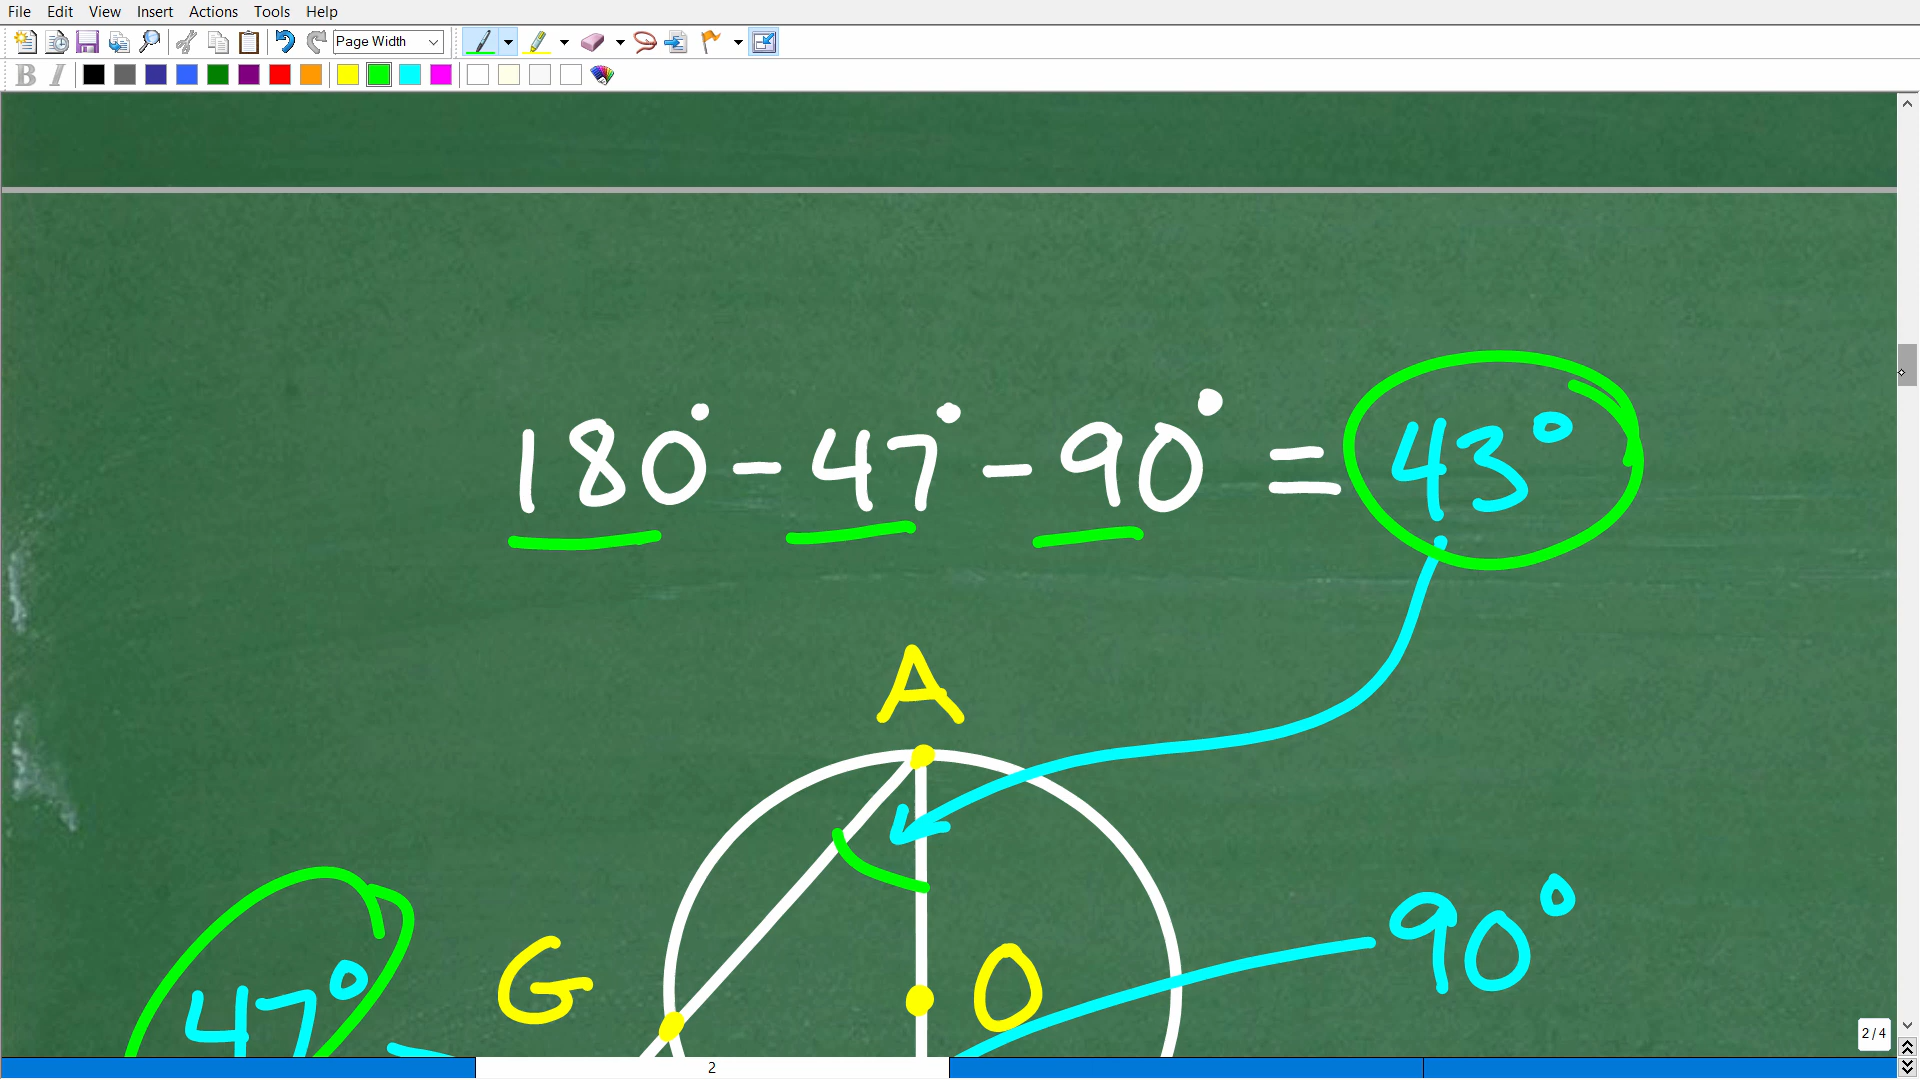 File Edit View Insert Actions Tools Help
Page Width
B I
180° - 47° - 90° = 43°
A
90°
G O
47°
2 / 4
2